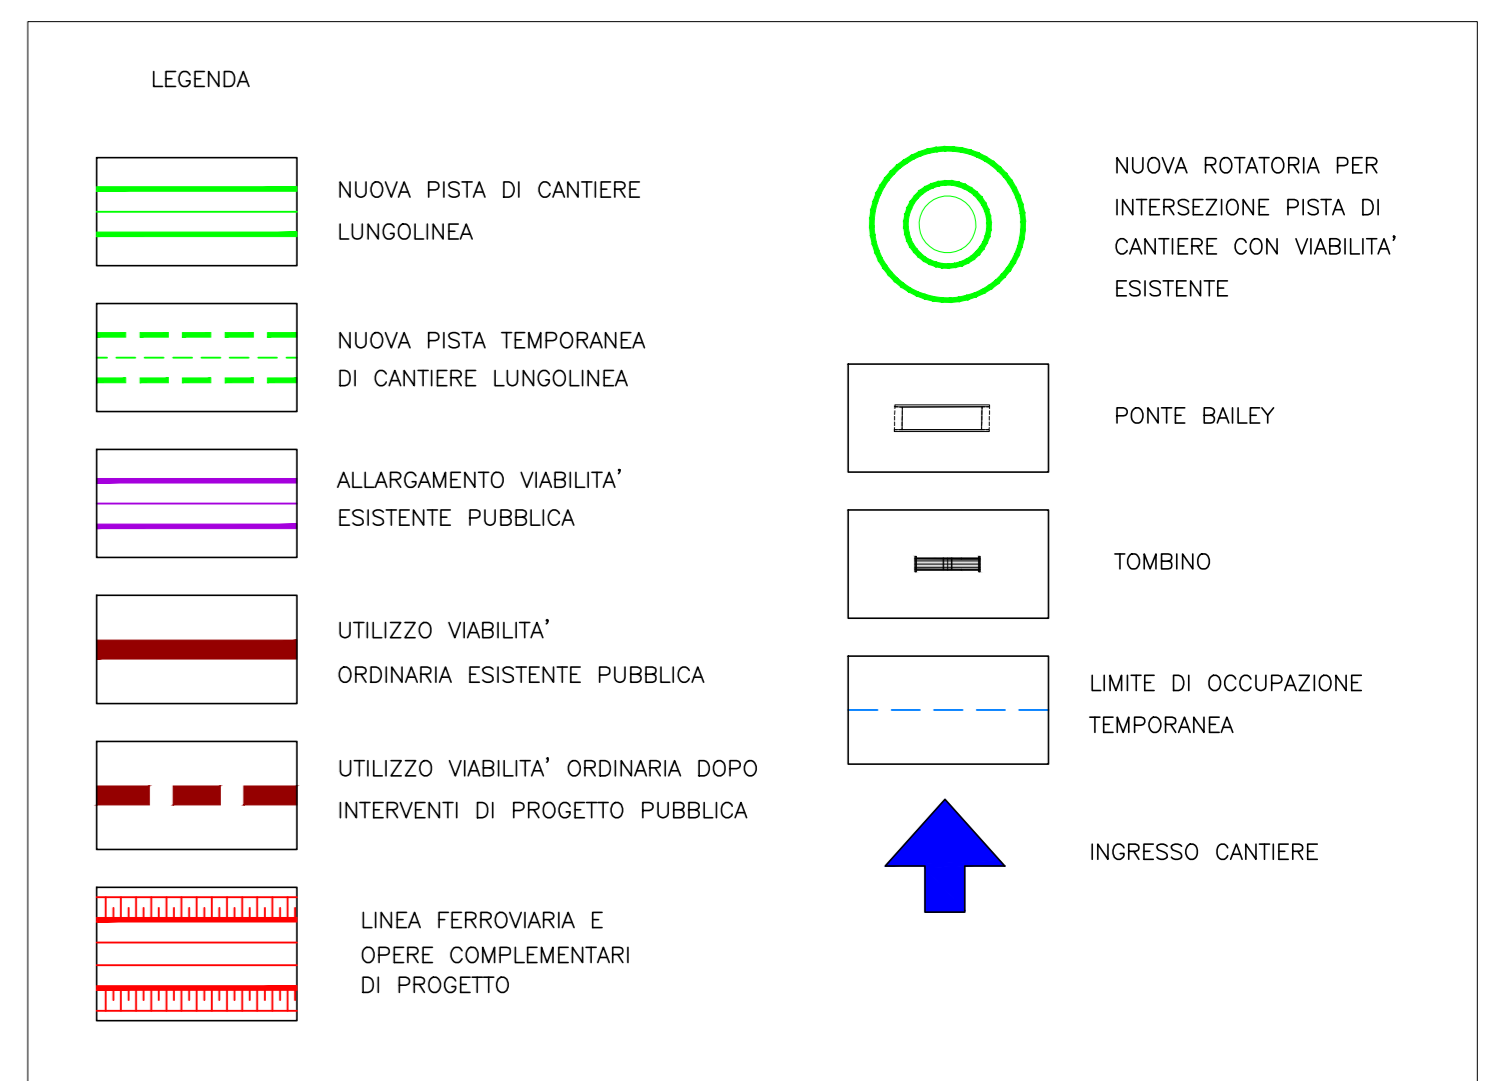 LEGENDA
NUOVA PISTA DI CANTIERE
LUNGOLINEA
NUOVA PISTA TEMPORANEA
DI CANTIERE LUNGOLINEA
ALLARGAMENTO VIABILITA'
ESISTENTE PUBBLICA
UTILIZZO VIABILITA'
ORDINARIA ESISTENTE PUBBLICA
UTILIZZO VIABILITA' ORDINARIA DOPO
INTERVENTI DI PROGETTO PUBBLICA
LINEA FERROVIARIA E
OPERE COMPLEMENTARI
DI PROGETTO
NUOVA ROTATORIA PER
INTERSEZIONE PISTA DI
CANTIERE CON VIABILITA'
ESISTENTE
PONTE BAILEY
TOMBINO
LIMITE DI OCCUPAZIONE
TEMPORANEA
INGRESSO CANTIERE